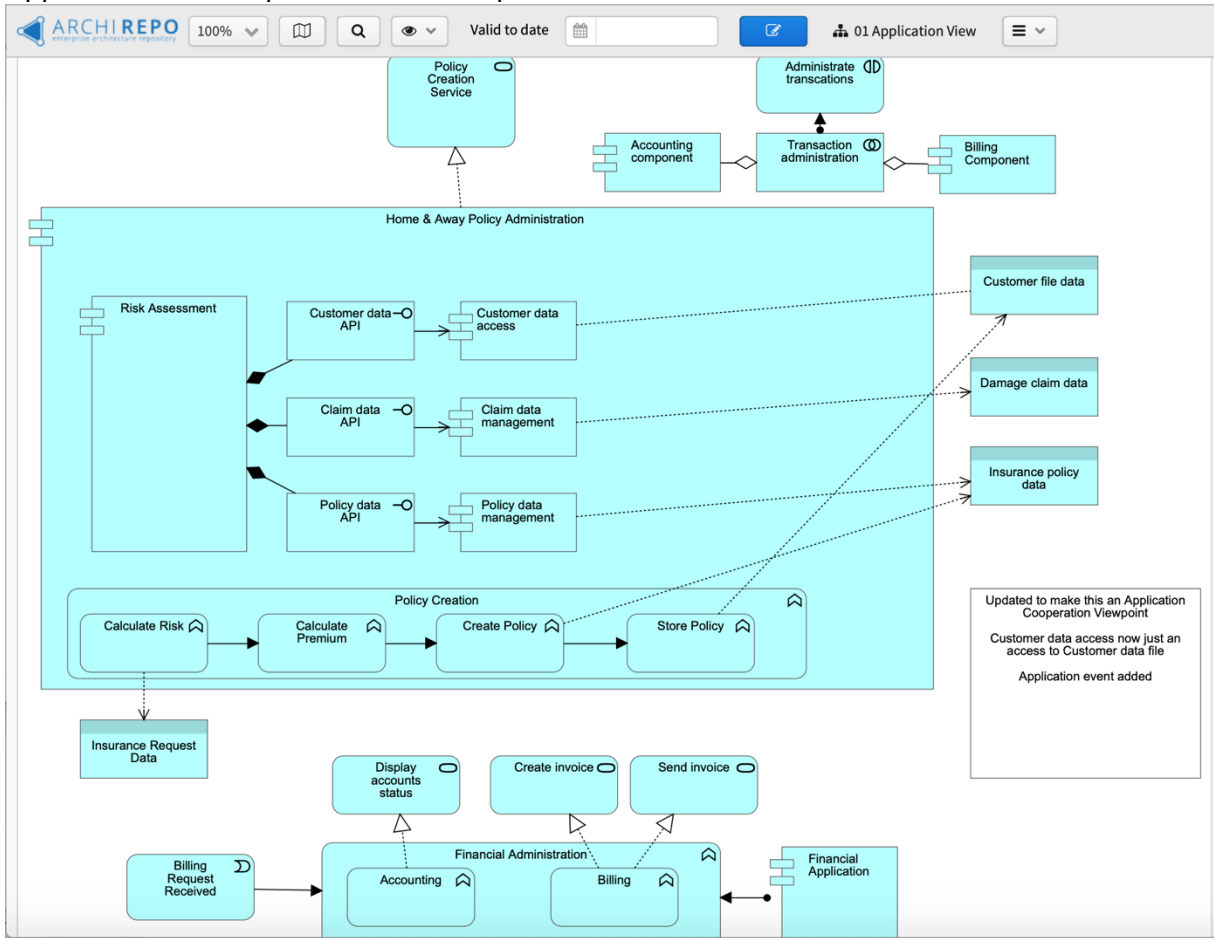 ARCHIREPO
enterprise architecture repository
100%
Valid to date
01 Application View
Policy
Creation
Service
Administrate
transcations
Accounting
component
Transaction
administration
Billing
Component
Home & Away Policy Administration
Risk Assessment
Customer data
API
Customer data
access
Customer file data
Claim data
API
Claim data
management
Damage claim data
Policy data
API
Policy data
management
Insurance policy
data
Policy Creation
Calculate Risk
Calculate
Premium
Create Policy
Store Policy
Updated to make this an Application
Cooperation Viewpoint
Customer data access now just an
access to Customer data file
Application event added
Insurance Request
Data
Display
accounts
status
Create invoice
Send invoice
Billing
Request
Received
Financial Administration
Accounting
Billing
Financial
Application